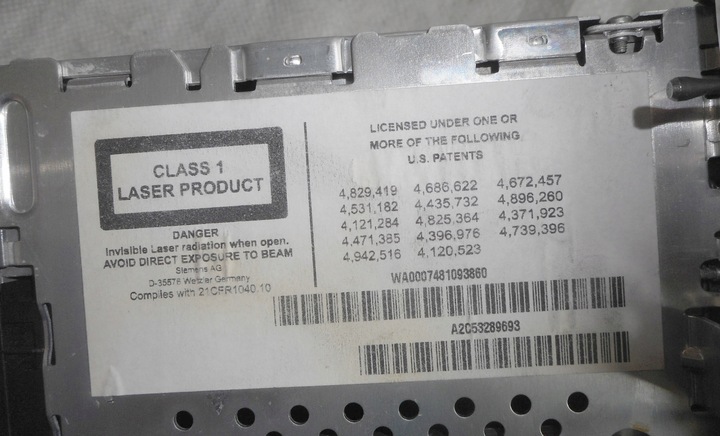 CLASS 1
LASER PRODUCT
DANGER
Invisible Laser radiation when open.
AVOID DIRECT EXPOSURE TO BEAM
Siemens AG
D-35578 Wetzlar Germany
Complies with 21CFR1040.10
LICENSED UNDER ONE OR
MORE OF THE FOLLOWING
U.S. PATENTS
4,829,419 4,686,622 4,672,457
4,531,182 4,435,732 4,896,260
4,121,284 4,825,364 4,371,923
4,471,385 4,396,976 4,739,396
4,942,516 4,120,523
WA0007481093860
A2C53289693